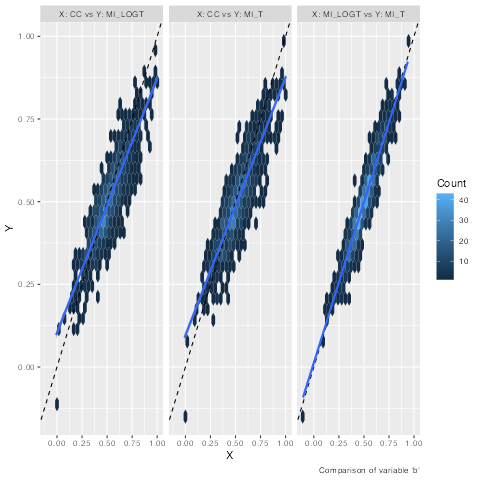 X: CC vs Y: MI_LOGT X: CC vs Y: MI_T X: MI_LOGT vs Y: MI_T
1.00
0.75
0.50
0.25
0.00
Y
Count
40
30
20
10
0.00 0.25 0.50 0.75 1.00 0.00 0.25 0.50 0.75 1.00 0.00 0.25 0.50 0.75 1.00
X
Comparison of variable 'b'